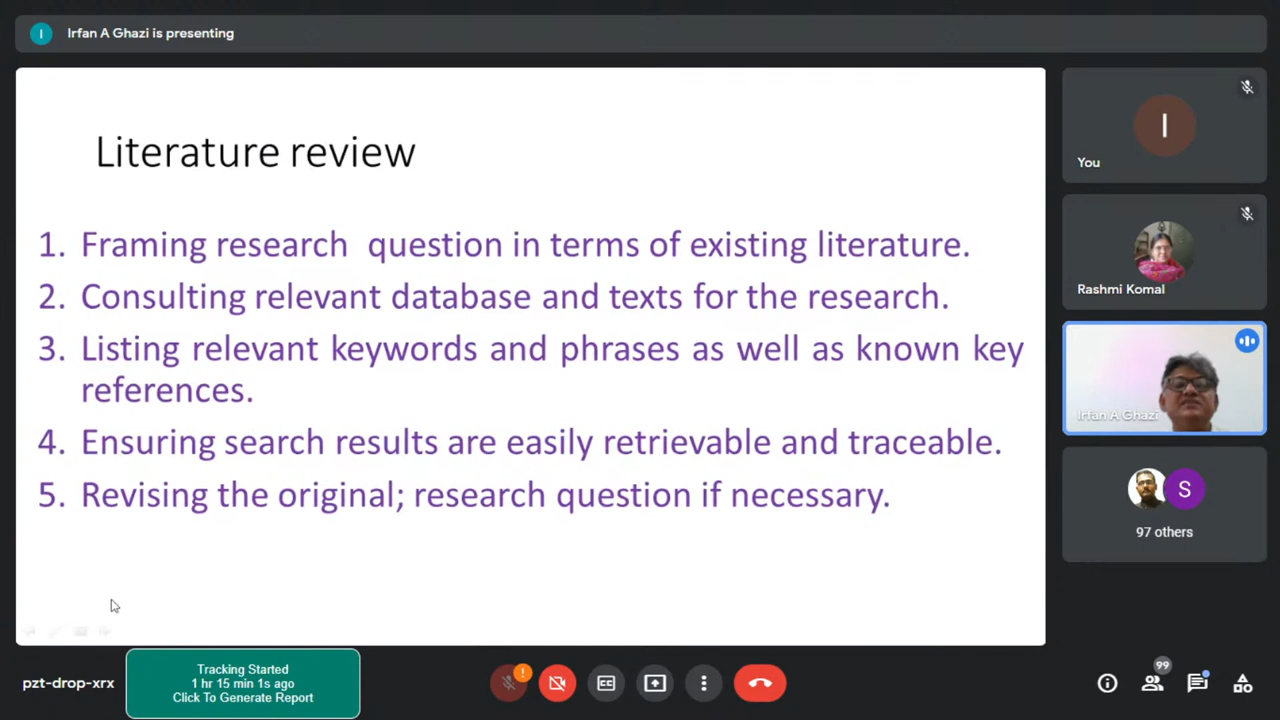 I
Irfan A Ghazi is presenting
Literature review
1. Framing research question in terms of existing literature.
2. Consulting relevant database and texts for the research.
3. Listing relevant keywords and phrases as well as known key
references.
4. Ensuring search results are easily retrievable and traceable.
5. Revising the original; research question if necessary.
I
You
Rashmi Komal
Irfan A Ghazi
S
97 others
pzt-drop-xrx
Tracking Started
1 hr 15 min 1s ago
Click To Generate Report
!
CC
99